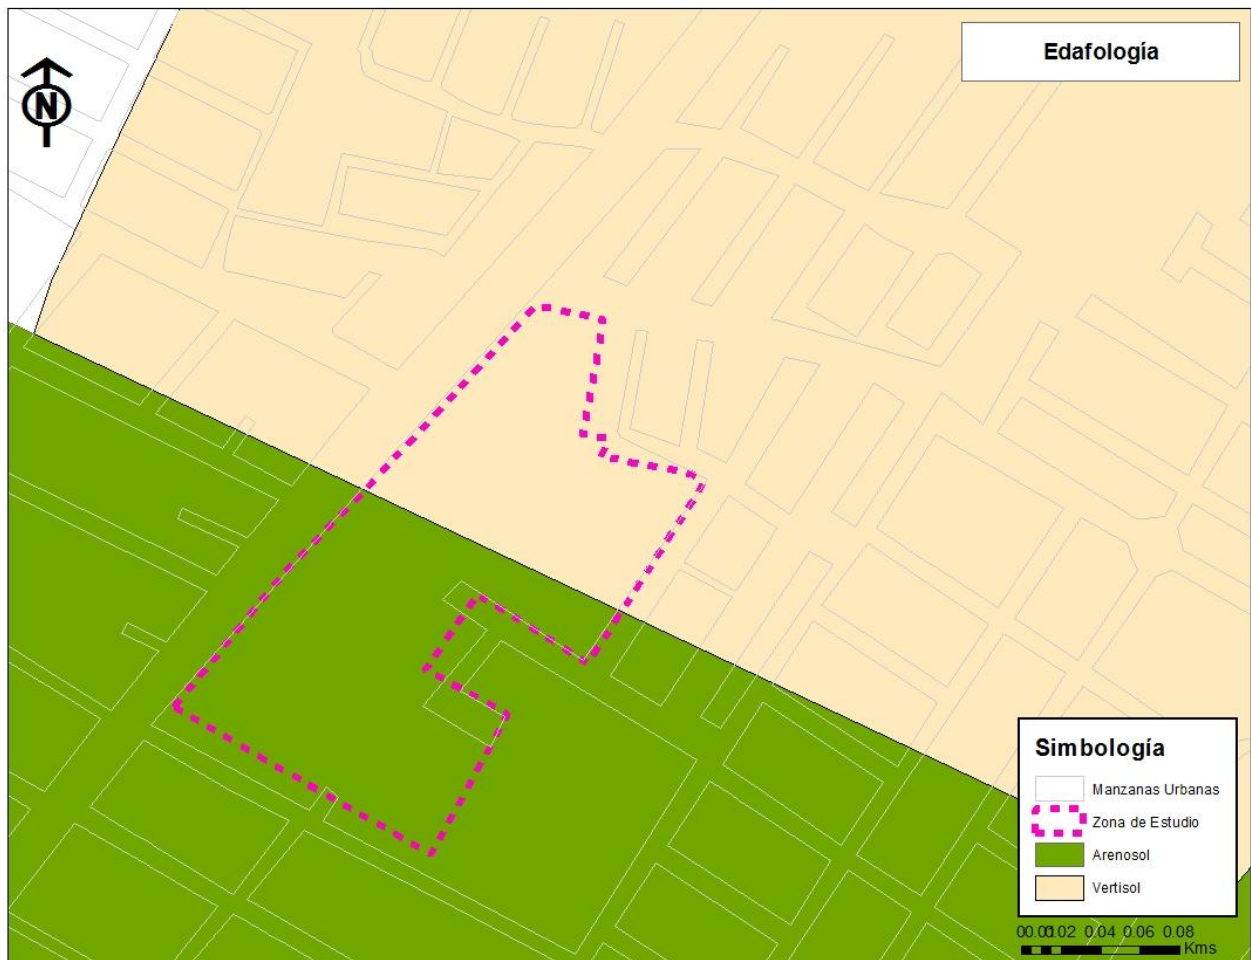 Edafología
N
Simbología
Manzanas Urbanas
Zona de Estudio
Arenosol
Vertisol
0.02 0.04 0.06 0.08
Kms